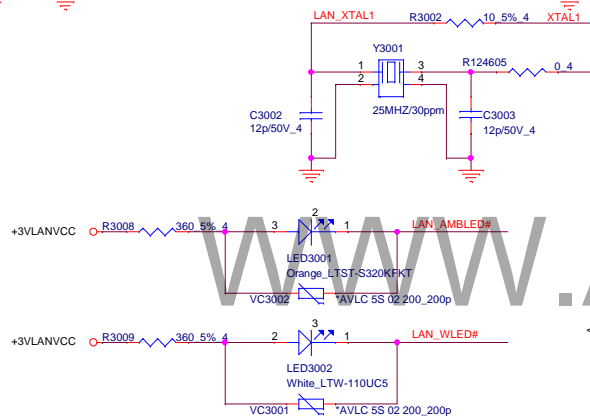 LAN_XTAL1 R3002 10_5%_4 XTAL1
Y3001
1 3 R124605 0_4
2 4
C3002 25MHZ/30ppm C3003
12p/50V_4 12p/50V_4
+3VLANVCC R3008 360_5%_4 3 2 1 LAN_AMBLED#
LED3001
Orange_LTST-S320KFKT
VC3002 *AVLC 5S 02 200_200p
WWW.
+3VLANVCC R3009 360_5%_4 2 3 1 LAN_WLED#
LED3002
White_LTW-110UC5
VC3001 *AVLC 5S 02 200_200p